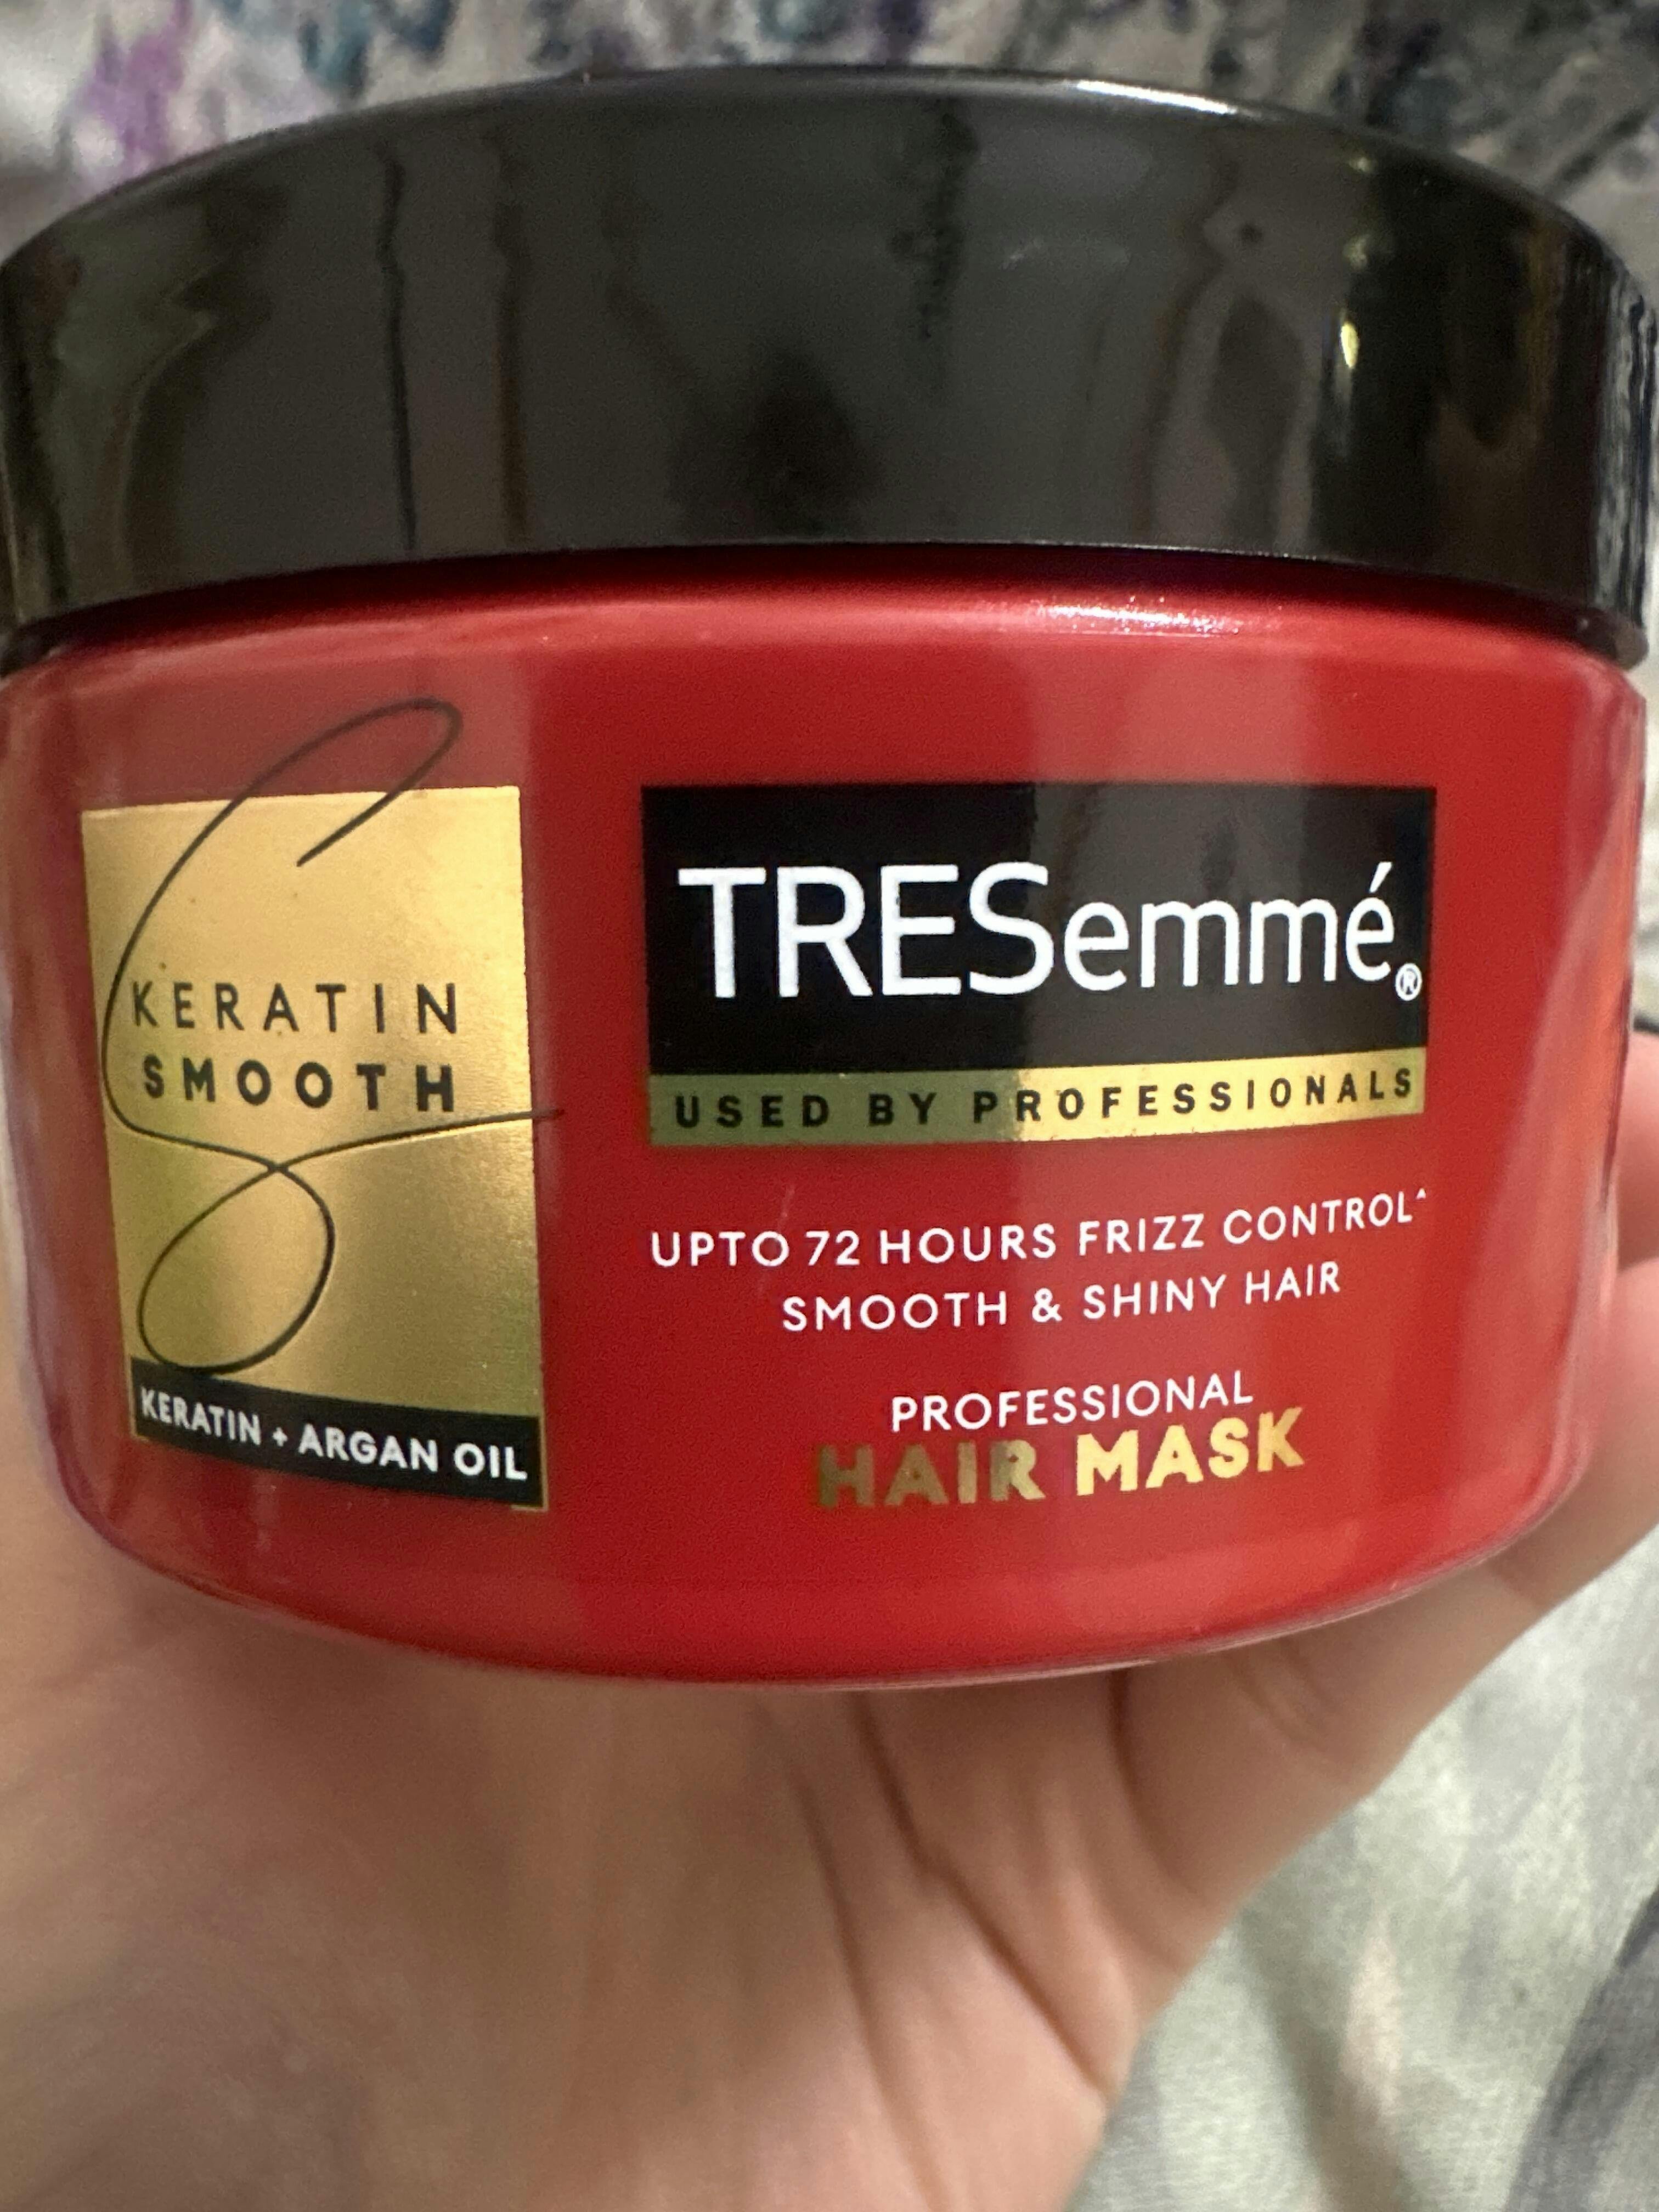 KERATIN
SMOOTH
KERATIN + ARGAN OIL
TRESemmé®
USED BY PROFESSIONALS
UPTO 72 HOURS FRIZZ CONTROL^
SMOOTH & SHINY HAIR
PROFESSIONAL
HAIR MASK